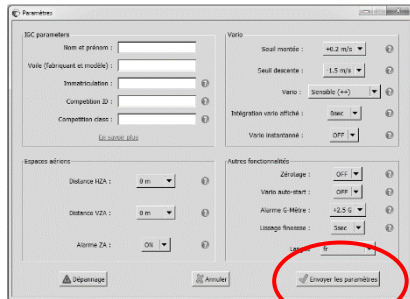 Paramètres
IGC parameters
Nom et prénom :
Voile (fabriquant et modèle) :
Immatriculation :
Competition ID :
Competition class :
En savoir plus
Vario
Seuil montée : +0.2 m/s
Seuil descente : -1.5 m/s
Vario : Sensible (++)
Intégration vario affiché : 8sec
Vario instantanné : OFF
Espaces aériens
Distance HZA : 0 m
Distance VZA : 0 m
Alarme ZA : ON
Autres fonctionnalités
Zérotage : OFF
Vario auto-start : OFF
Alarme G-Mètre : +2.5 G
Lissage finesse : 5sec
Langue : fr
Dépannage
Annuler
Envoyer les paramètres